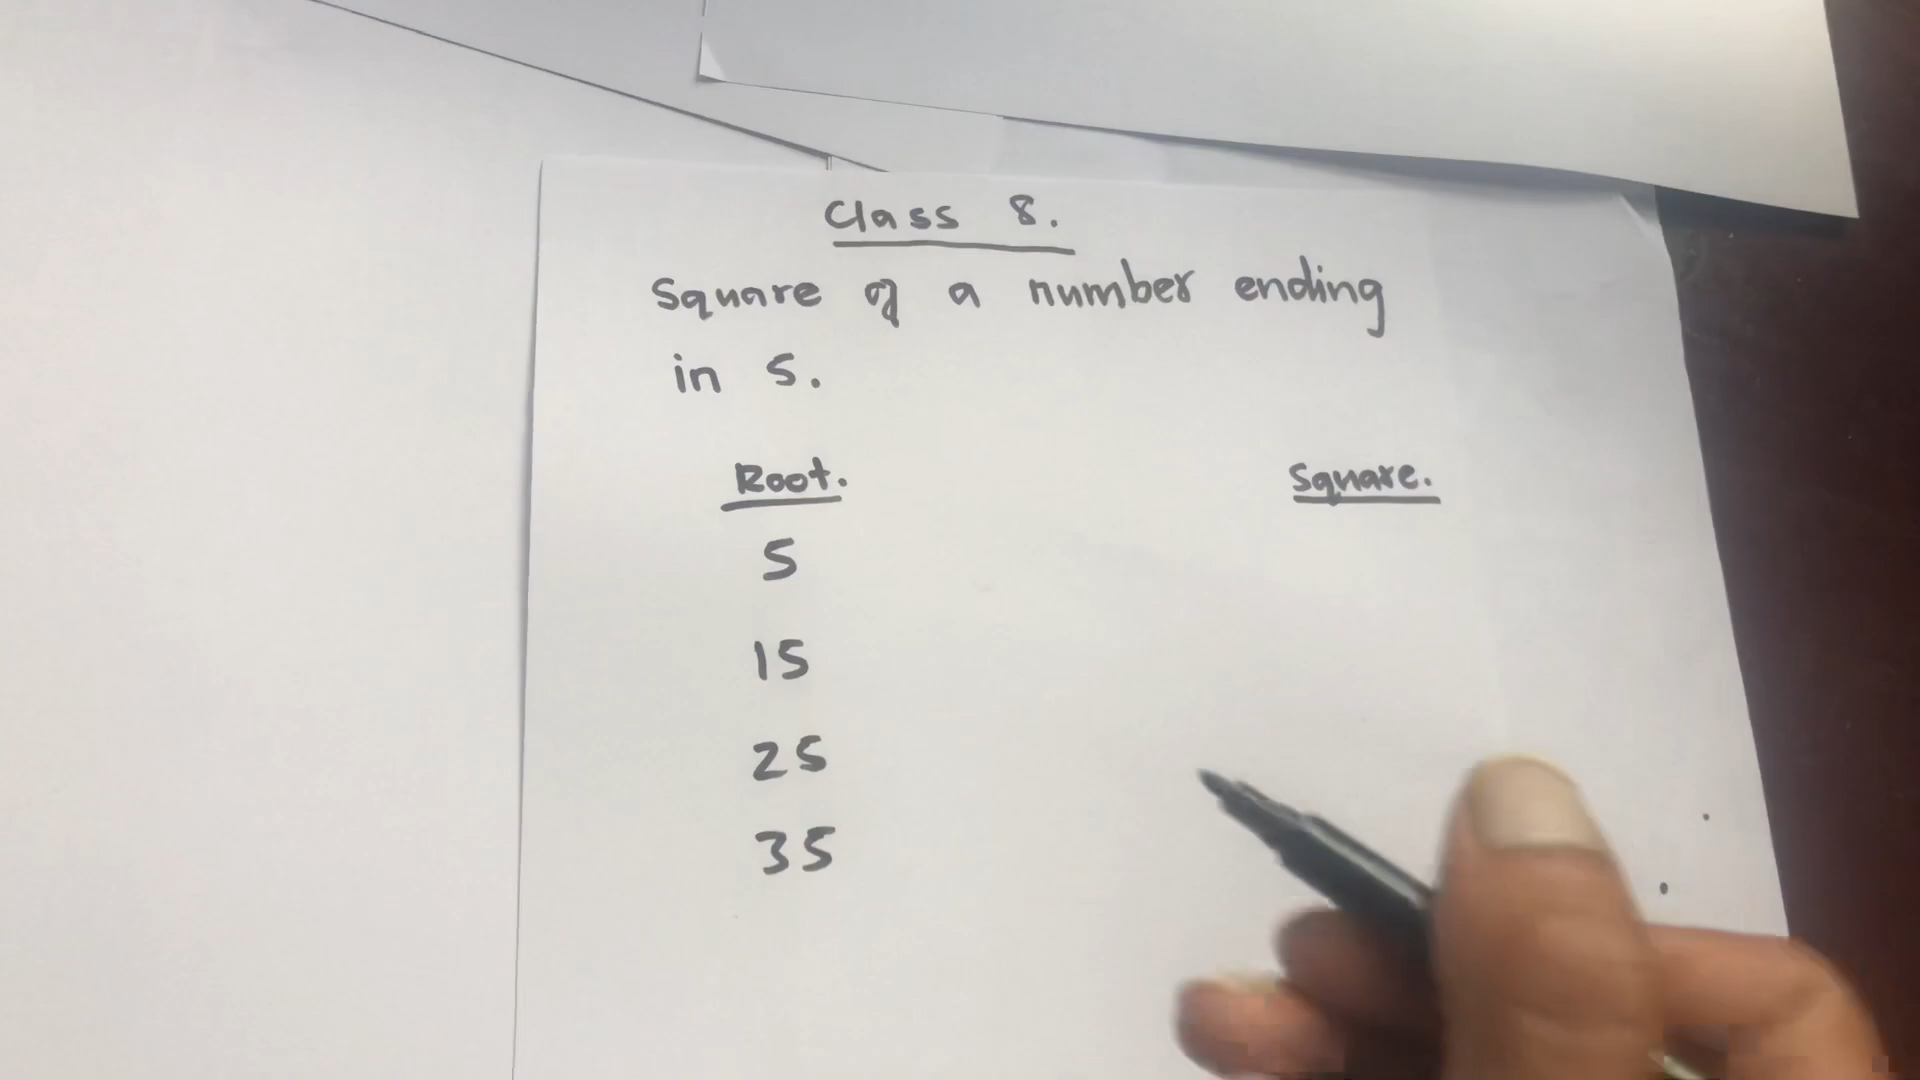 Class 8.
Square of a number ending
in 5.
Root. Square.
5
15
25
35